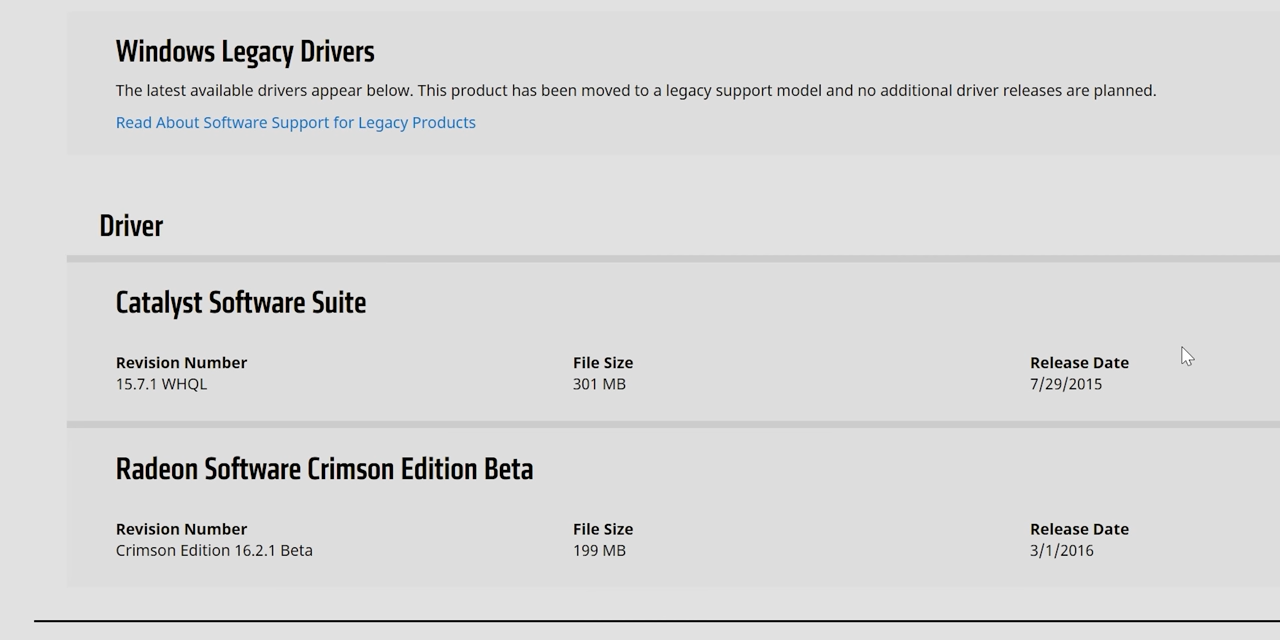 Windows Legacy Drivers
The latest available drivers appear below. This product has been moved to a legacy support model and no additional driver releases are planned.
Read About Software Support for Legacy Products
Driver
Catalyst Software Suite
Revision Number File Size Release Date
15.7.1 WHQL 301 MB 7/29/2015
Radeon Software Crimson Edition Beta
Revision Number File Size Release Date
Crimson Edition 16.2.1 Beta 199 MB 3/1/2016